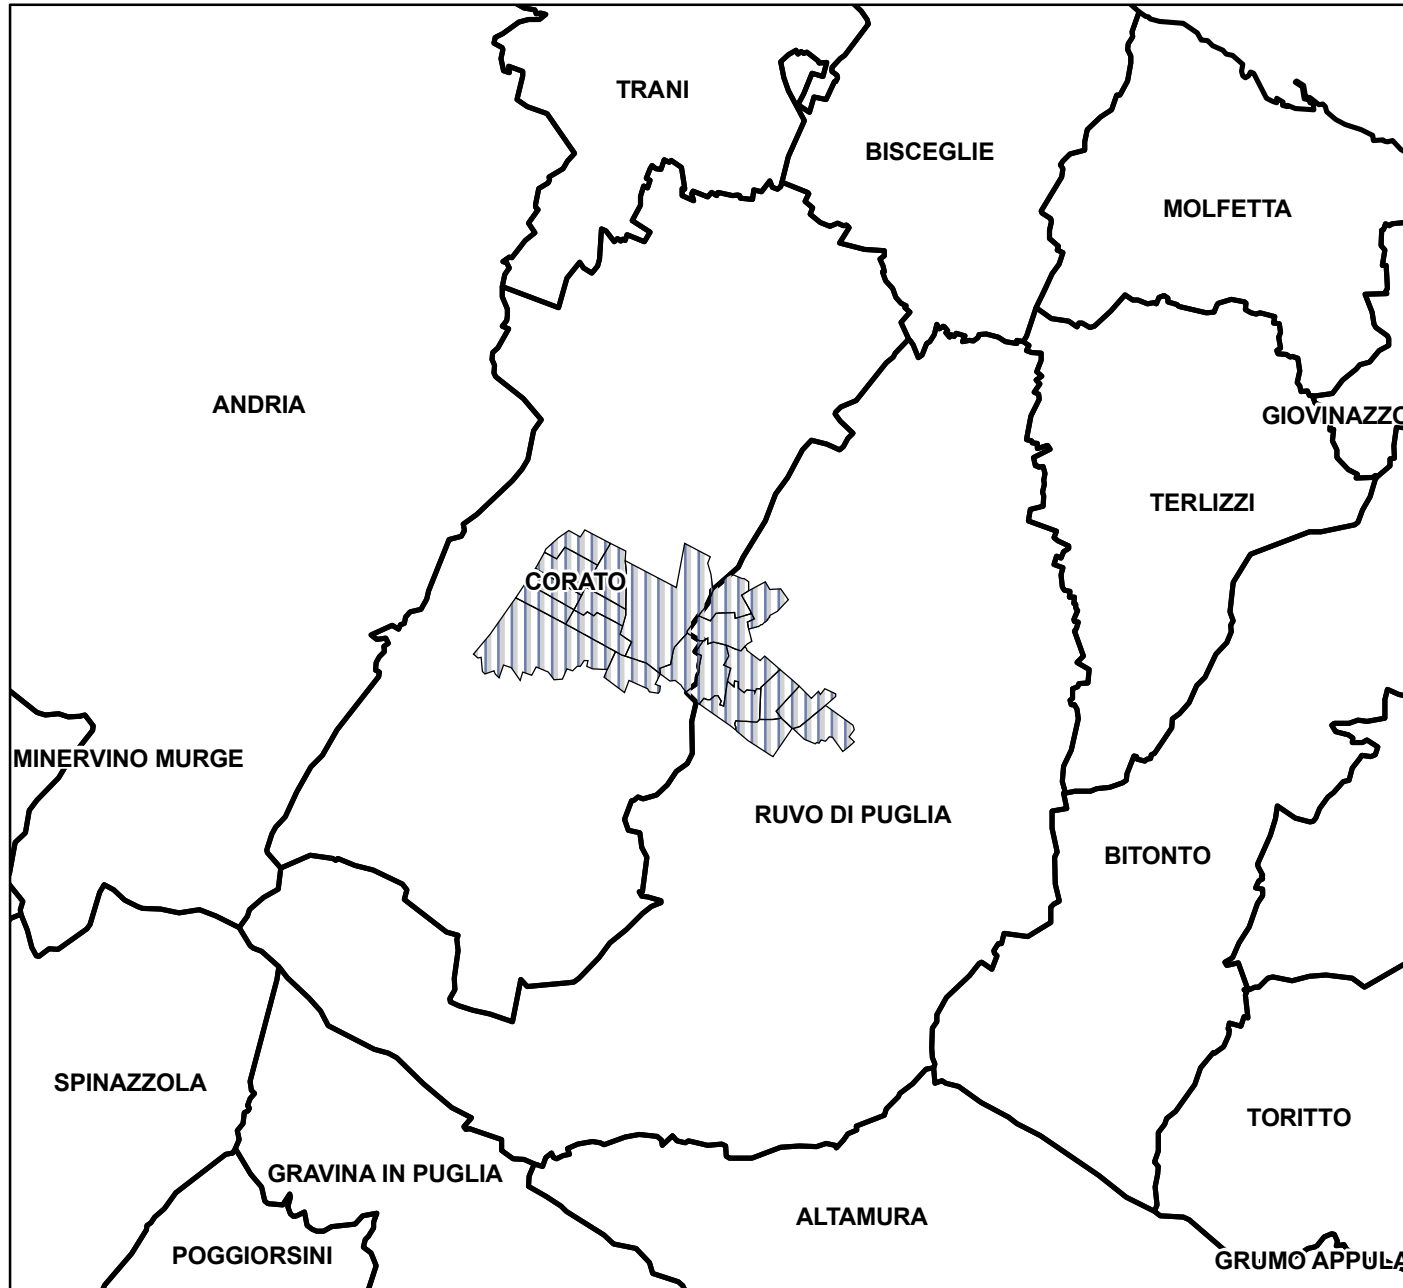 TRANI
BISCEGLIE
MOLFETTA
ANDRIA
GIOVINAZZO
TERLIZZI
CORATO
MINERVINO MURGE
RUVO DI PUGLIA
BITONTO
SPINAZZOLA
TORITTO
GRAVINA IN PUGLIA
ALTAMURA
POGGIORSINI
GRUMO APPULA